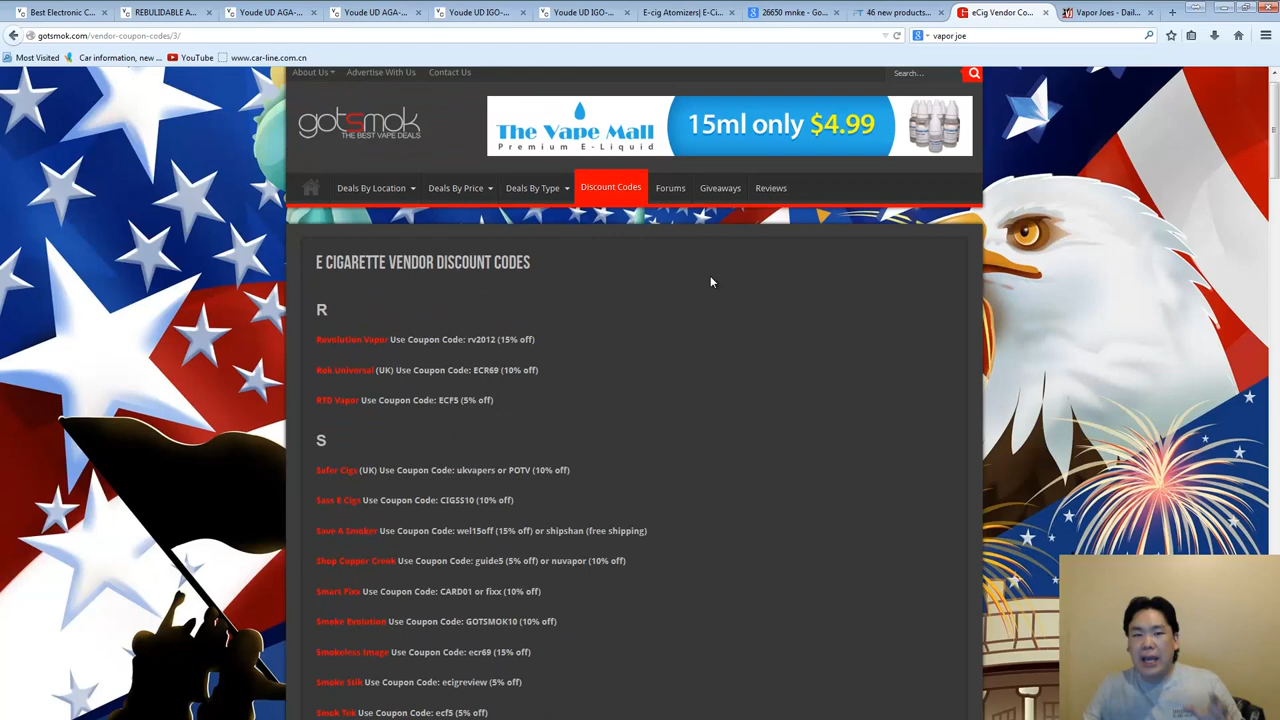 Best Electronic C...
REBULIDABLE A...
Youde UD AGA-...
Youde UD AGA-...
Youde UD IGO-...
Youde UD IGO-...
E-cig Atomizers| E-Ci...
26650 mnke - Go...
46 new products...
eCig Vendor Co...
Vapor Joes - Dail...
gotsmok.com/vendor-coupon-codes/3/
vapor joe
Most Visited
Car information, new ...
YouTube
www.car-line.com.cn
About Us
Advertise With Us
Contact Us
Search...
gotsmok
THE BEST VAPE DEALS
The Vape Mall
Premium E-Liquid
15ml only $4.99
Deals By Location
Deals By Price
Deals By Type
Discount Codes
Forums
Giveaways
Reviews
E CIGARETTE VENDOR DISCOUNT CODES
R
Revolution Vapor Use Coupon Code: rv2012 (15% off)
Rok Universal (UK) Use Coupon Code: ECR69 (10% off)
RTD Vapor Use Coupon Code: ECF5 (5% off)
S
Safer Cigs (UK) Use Coupon Code: ukvapers or POTV (10% off)
Sass E Cigs Use Coupon Code: CIGSS10 (10% off)
Save A Smoker Use Coupon Code: wel15off (15% off) or shipshan (free shipping)
Shop Copper Creek Use Coupon Code: guide5 (5% off) or nuvapor (10% off)
Smart Fixx Use Coupon Code: CARD01 or fixx (10% off)
Smoke Evolution Use Coupon Code: GOTSMOK10 (10% off)
Smokeless Image Use Coupon Code: ecr69 (15% off)
Smoke Stik Use Coupon Code: ecigreview (5% off)
Smok Tek Use Coupon Code: ecf5 (5% off)